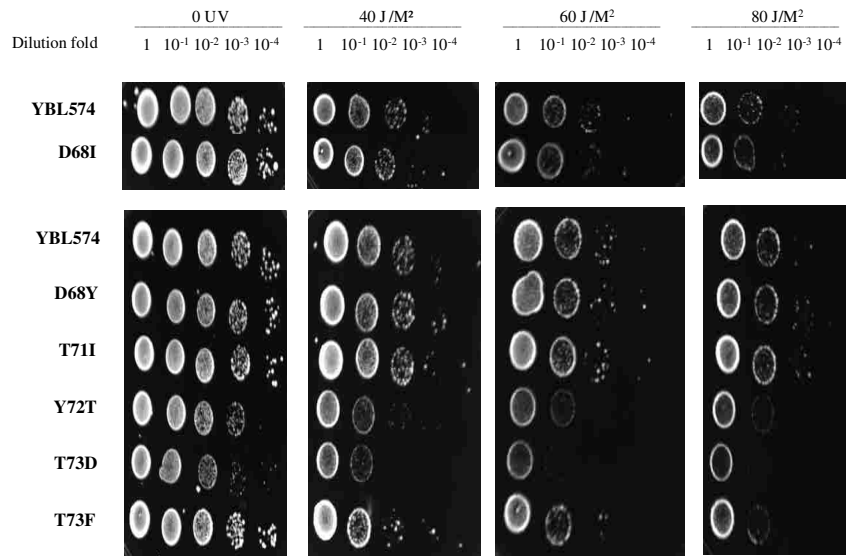 0 UV 40 J/M² 60 J/M² 80 J/M²
Dilution fold 1 10⁻¹ 10⁻² 10⁻³ 10⁻⁴ 1 10⁻¹ 10⁻² 10⁻³ 10⁻⁴ 1 10⁻¹ 10⁻² 10⁻³ 10⁻⁴ 1 10⁻¹ 10⁻² 10⁻³ 10⁻⁴
YBL574
D68I
YBL574
D68Y
T71I
Y72T
T73D
T73F